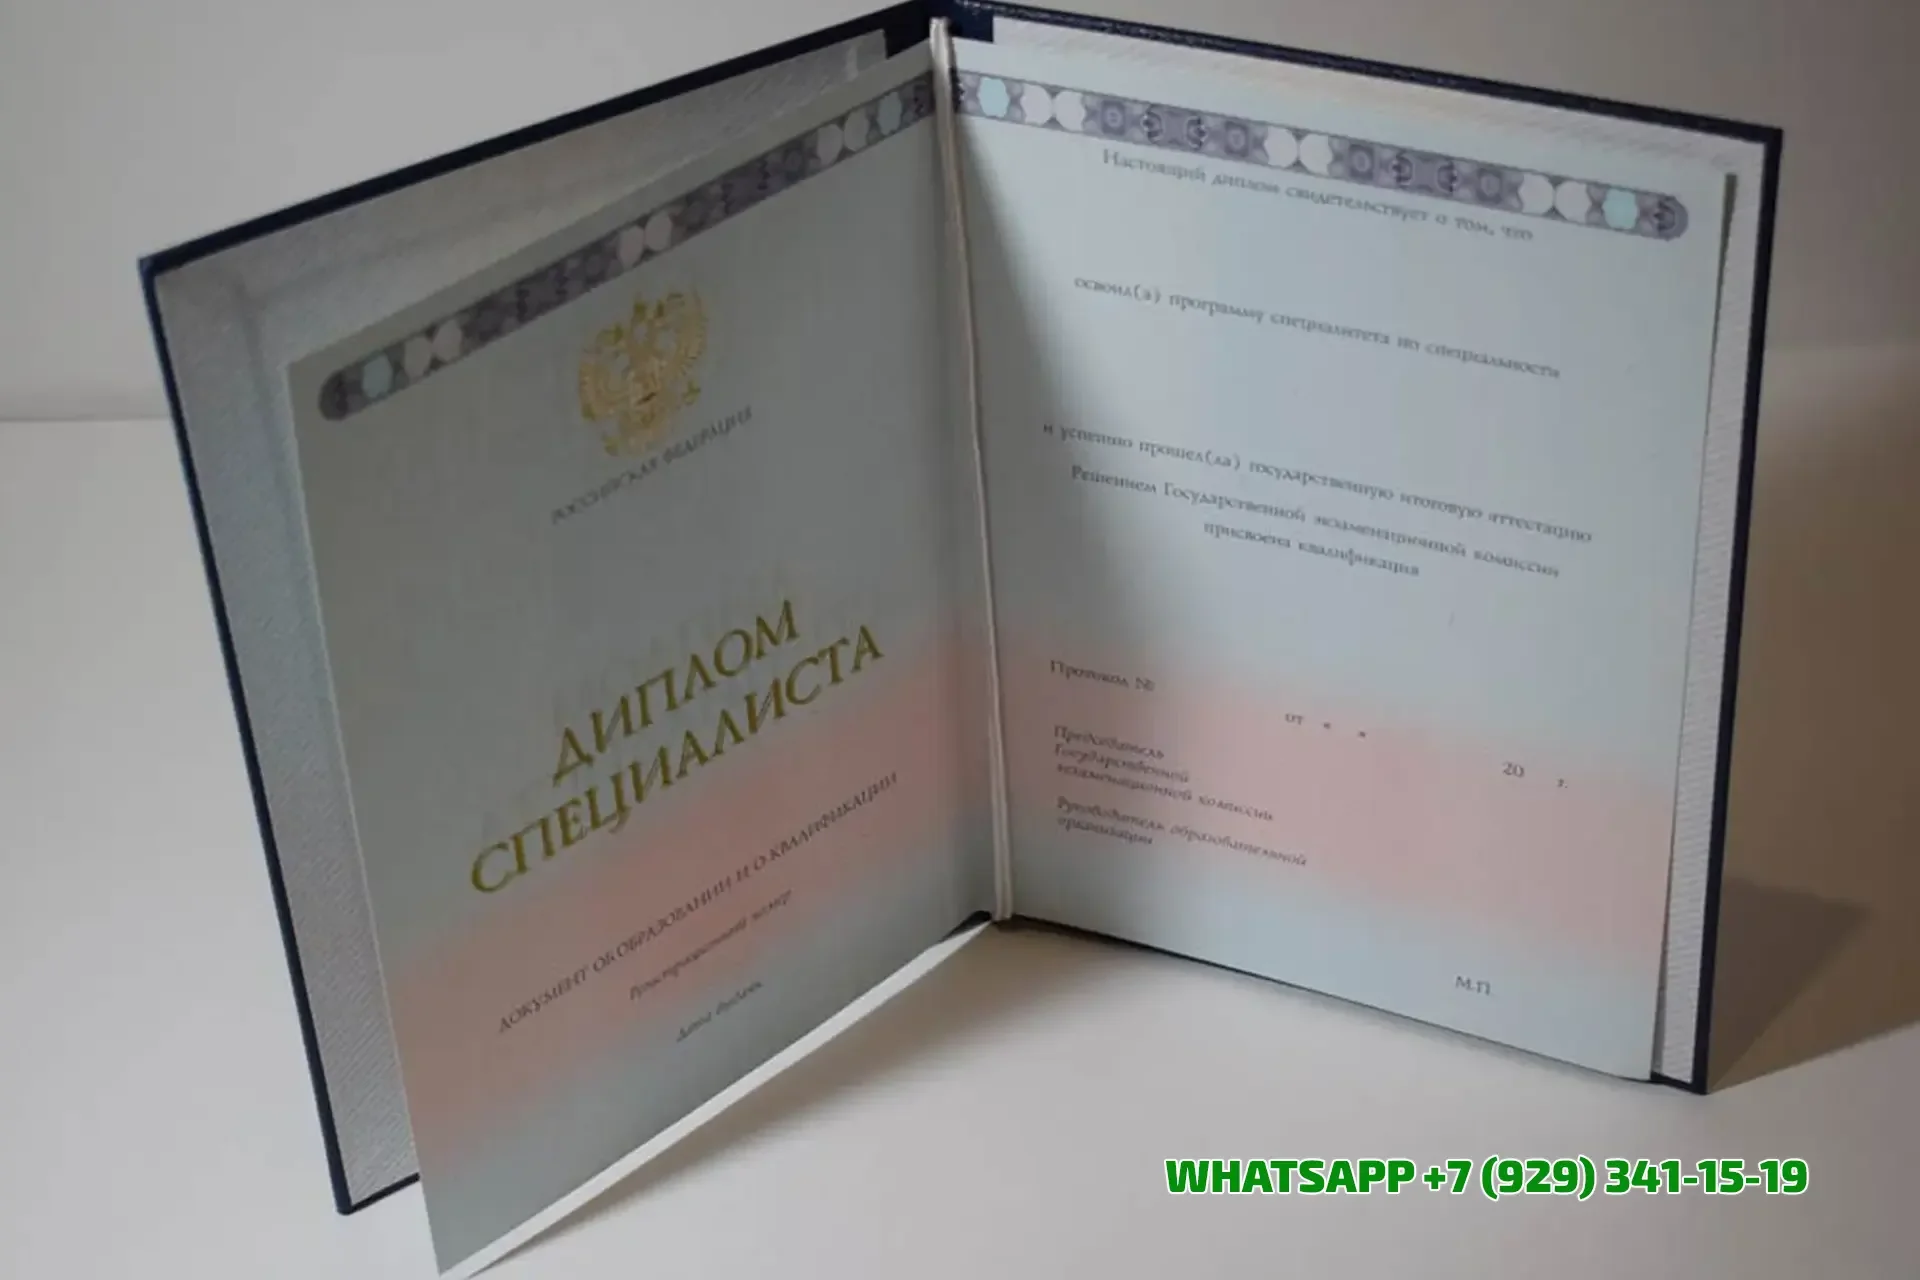 РОССИЙСКАЯ ФЕДЕРАЦИЯ
ДИПЛОМ
СПЕЦИАЛИСТА
ДОКУМЕНТ ОБ ОБРАЗОВАНИИ И О КВАЛИФИКАЦИИ
Регистрационный номер
Дата выдачи
Настоящий диплом свидетельствует о том, что
освоил(а) программу специалитета по специальности
и успешно прошел(ла) государственную итоговую аттестацию
Решением Государственной экзаменационной комиссии
присвоена квалификация
Протокол №
от « »
20 г.
Председатель
Государственной
экзаменационной комиссии
Руководитель образовательной
организации
М.П.
WHATSAPP +7 (929) 341-15-19